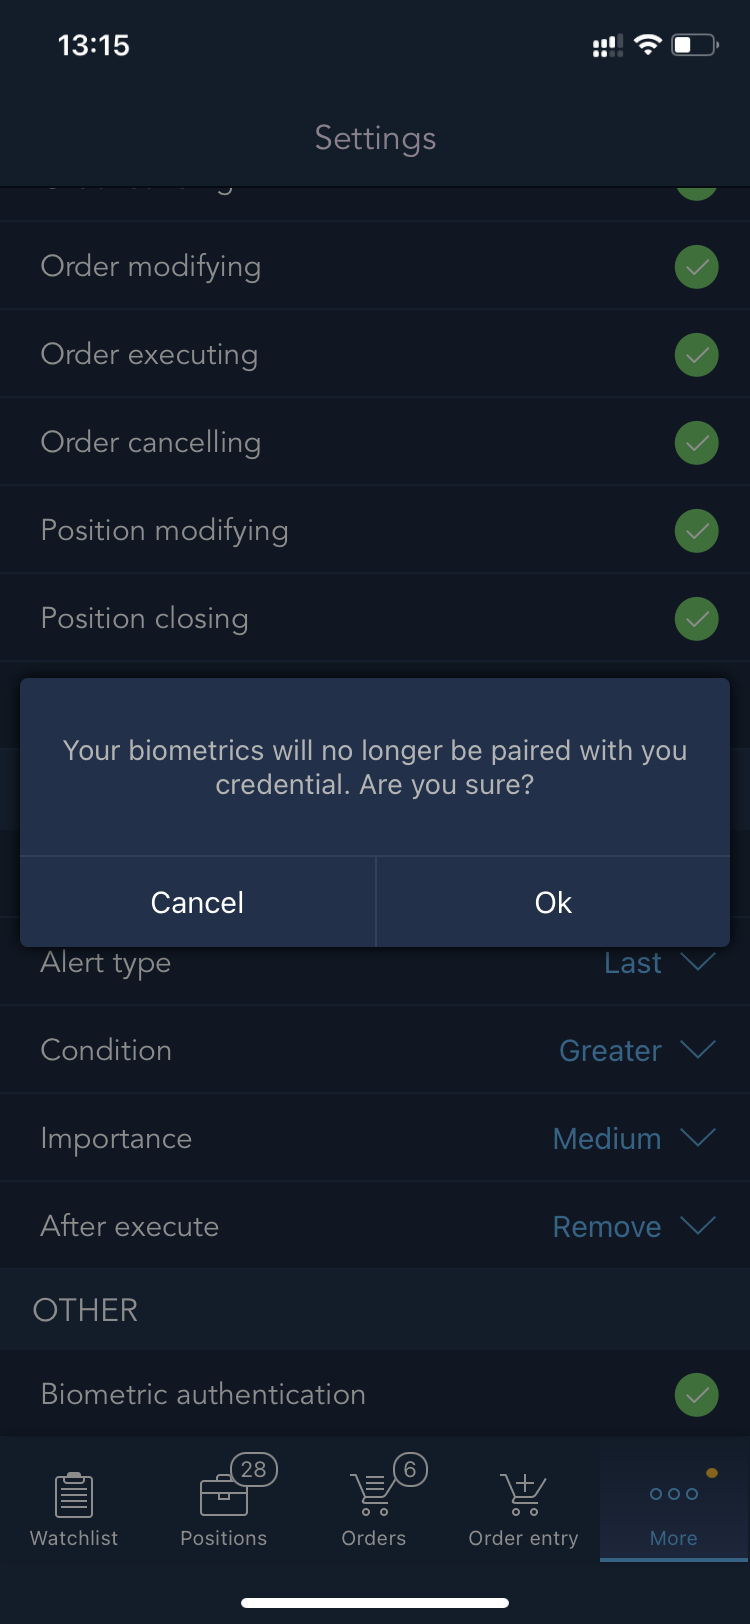 13:15
Settings
Order modifying
Order executing
Order cancelling
Position modifying
Position closing
Your biometrics will no longer be paired with you
credential. Are you sure?
Cancel
Ok
Alert type
Last
Condition
Greater
Importance
Medium
After execute
Remove
OTHER
Biometric authentication
28
6
Watchlist
Positions
Orders
Order entry
More